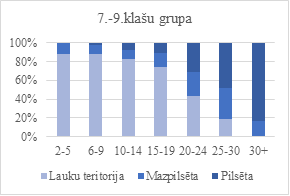 7.-9.klašu grupa
100%
80%
60%
40%
20%
0%
2-5 6-9 10-14 15-19 20-24 25-30 30+
Lauku teritorija Mazpilsēta Pilsēta